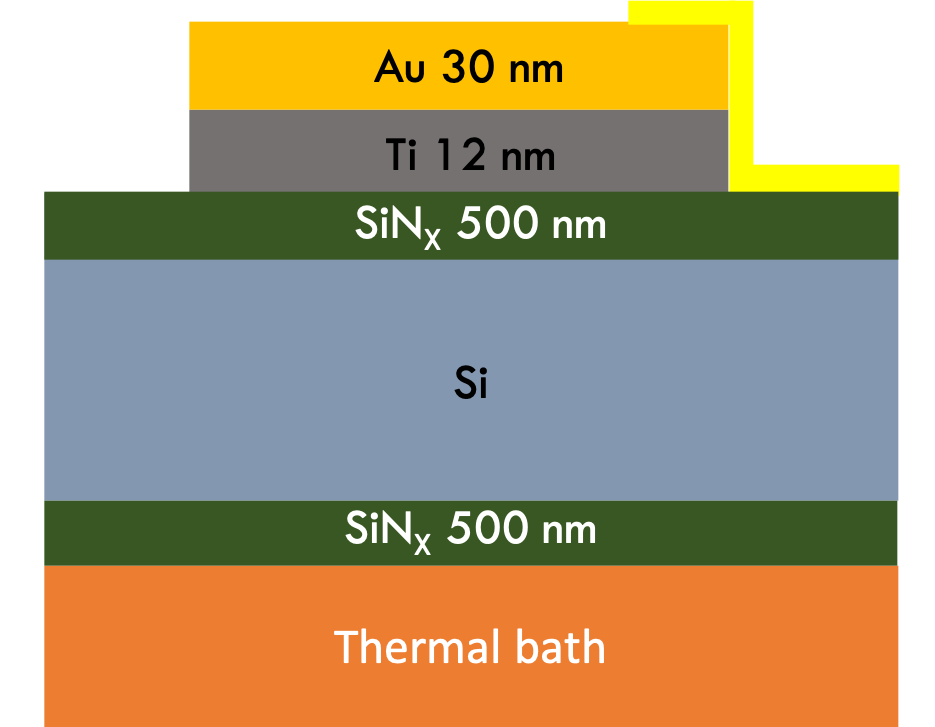 Au 30 nm
Ti 12 nm
SiNX 500 nm
Si
SiNX 500 nm
Thermal bath